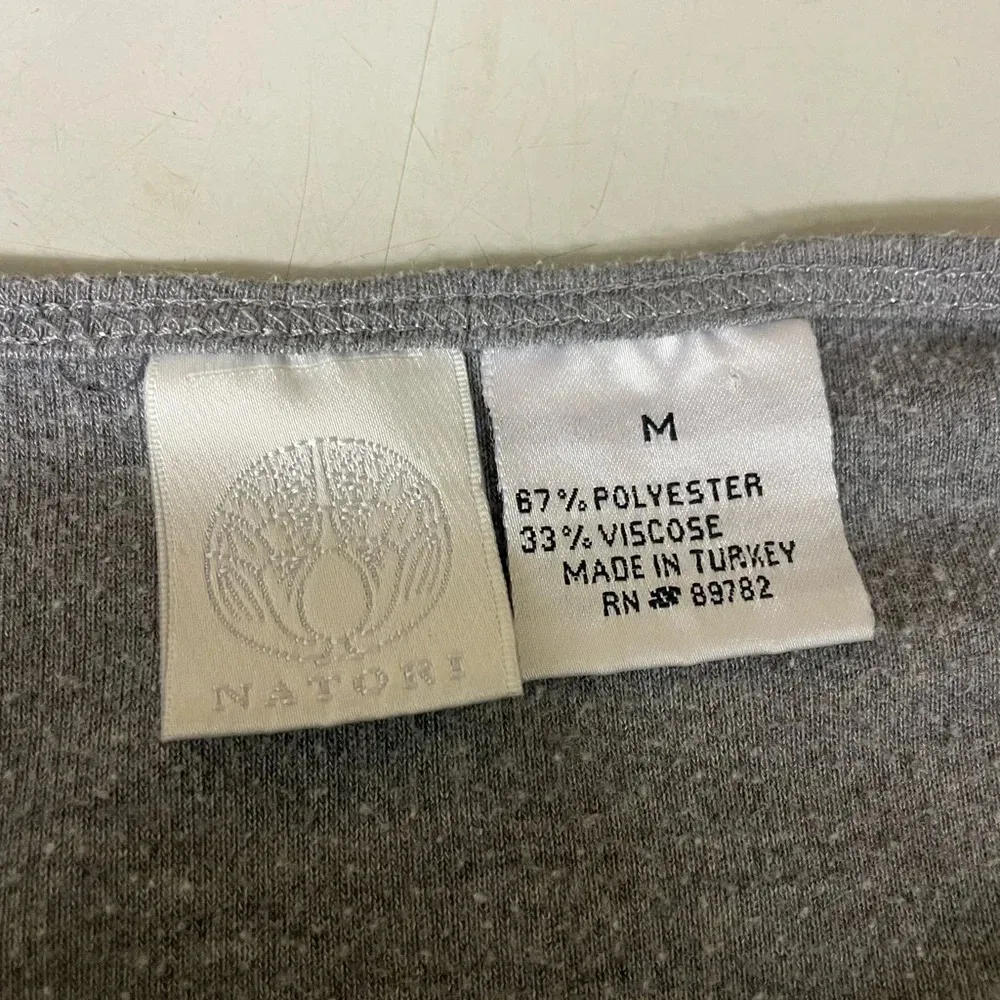 NATORI
M
67% POLYESTER
33% VISCOSE
MADE IN TURKEY
RN # 89782